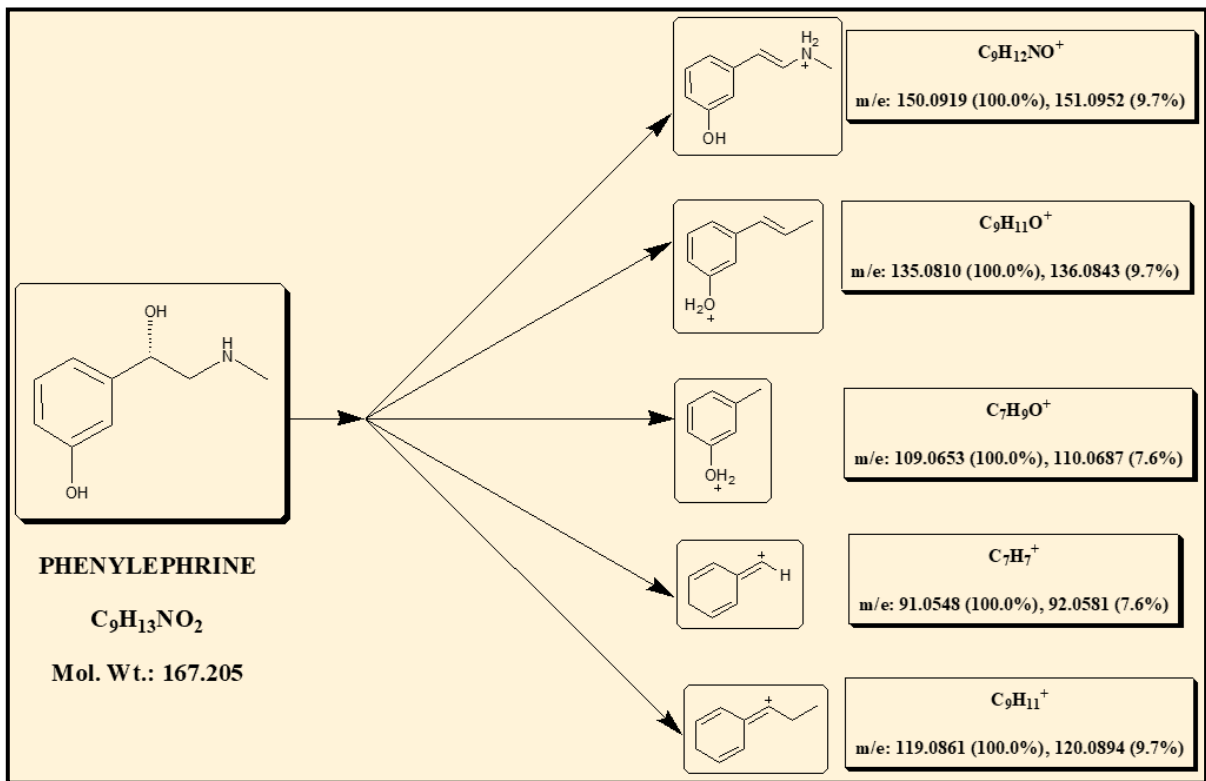 H₂
N
+
OH
C₉H₁₂NO⁺
m/e: 150.0919 (100.0%), 151.0952 (9.7%)
H₂O
+
C₉H₁₁O⁺
m/e: 135.0810 (100.0%), 136.0843 (9.7%)
OH
H
N
OH
PHENYLEPHRINE
C₉H₁₃NO₂
Mol. Wt.: 167.205
OH₂
+
C₇H₉O⁺
m/e: 109.0653 (100.0%), 110.0687 (7.6%)
+
C
H
C₇H₇⁺
m/e: 91.0548 (100.0%), 92.0581 (7.6%)
+
C
C₉H₁₁⁺
m/e: 119.0861 (100.0%), 120.0894 (9.7%)